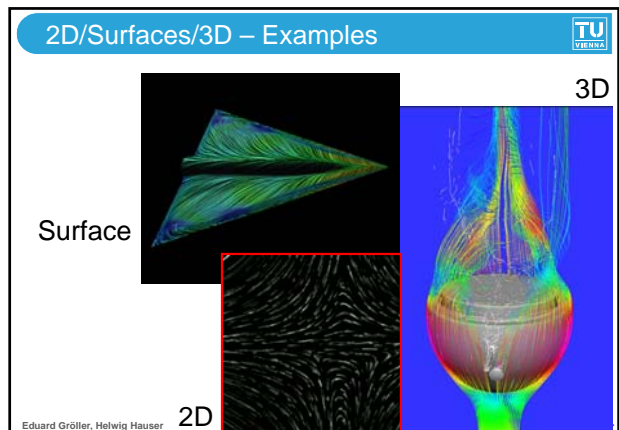 2D/Surfaces/3D – Examples
TU
VIENNA
3D
Surface
2D
Eduard Gröller, Helwig Hauser